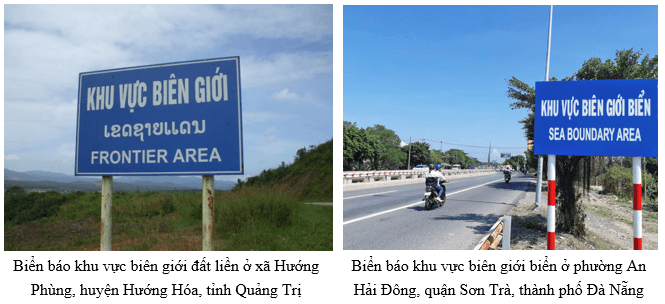 KHU VỰC BIÊN GIỚI
ເຂດຊາຍແດນ
FRONTIER AREA
KHU VỰC BIÊN GIỚI BIỂN
SEA BOUNDARY AREA
Biển báo khu vực biên giới đất liền ở xã Hướng
Phùng, huyện Hướng Hóa, tỉnh Quảng Trị
Biển báo khu vực biên giới biển ở phường An
Hải Đông, quận Sơn Trà, thành phố Đà Nẵng